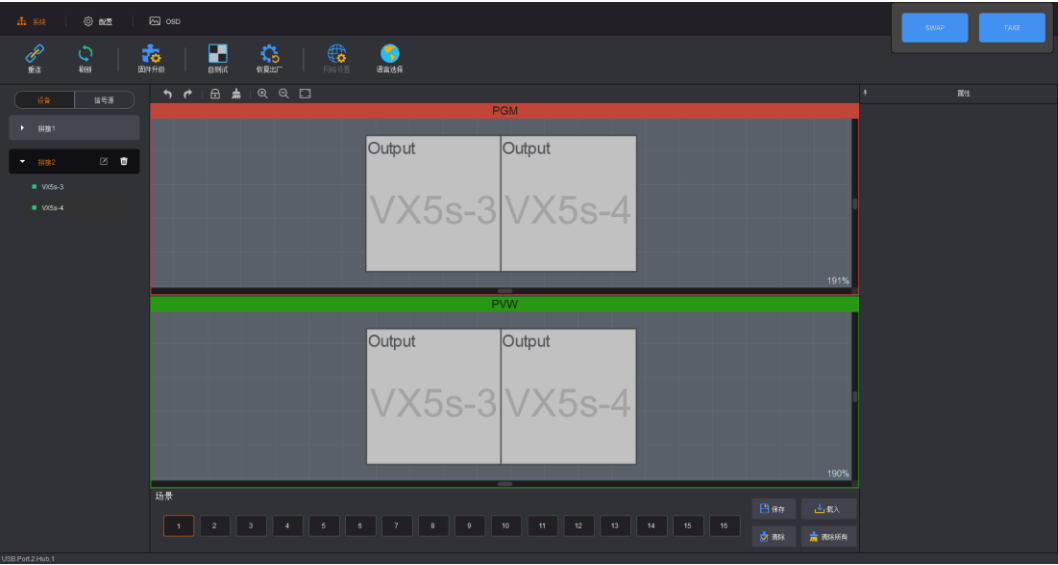 系统 配置 OSD
SWAP TAKE
重连 刷新 固件升级 自测试 恢复出厂 网络设置 语言选择
设备 信号源
拼接1
拼接2
VX5s-3
VX5s-4
PGM
Output Output
VX5s-3 VX5s-4
191%
PVW
Output Output
VX5s-3 VX5s-4
190%
属性
场景
1 2 3 4 5 6 7 8 9 10 11 12 13 14 15 16
保存 载入
清除 清除所有
USB:Port.2:Hub.1